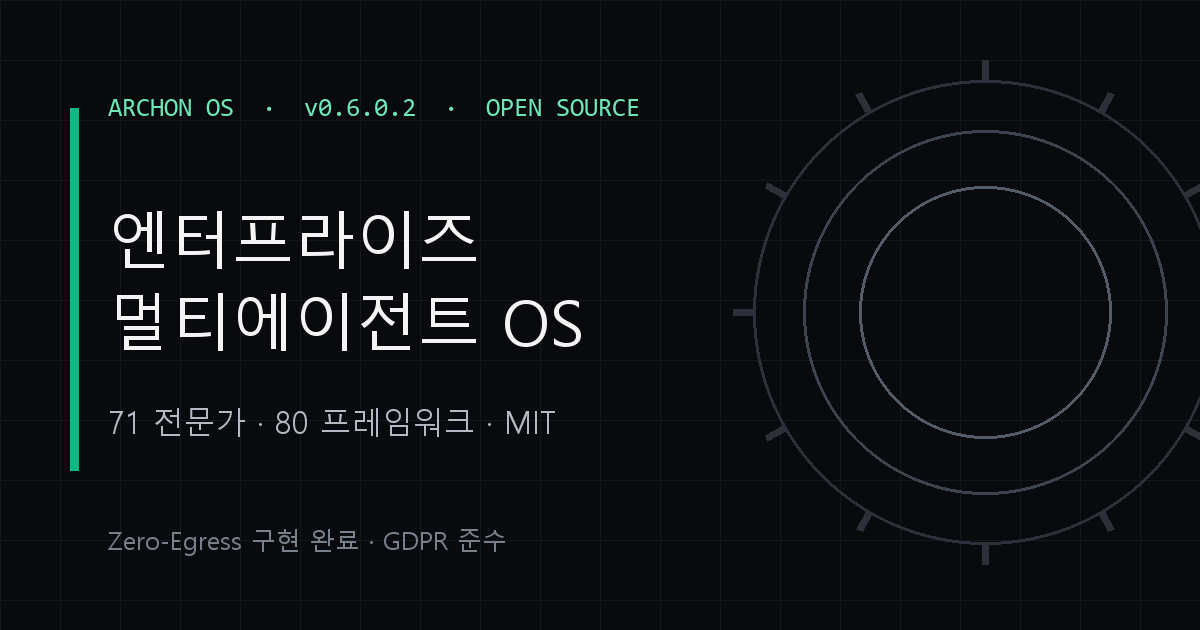 ARCHON OS · v0.6.0.2 · OPEN SOURCE
엔터프라이즈
멀티에이전트 OS
71 전문가 · 80 프레임워크 · MIT
Zero-Egress 구현 완료 · GDPR 준수